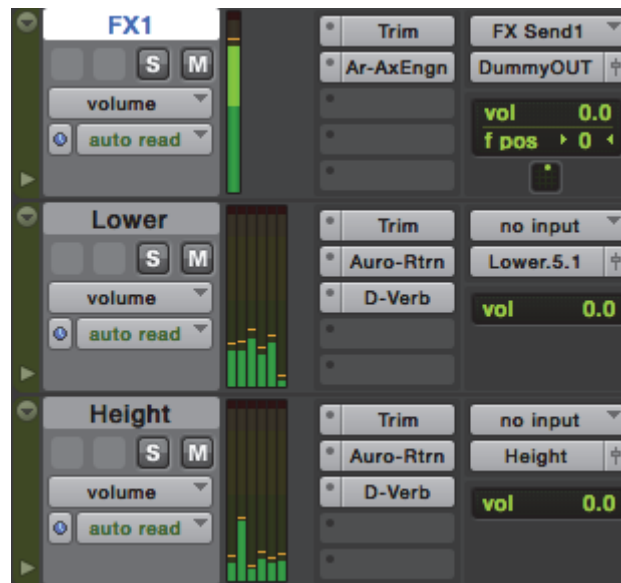 FX1
S M
volume
auto read
Trim
Ar-AxEngn
FX Send1
DummyOUT
vol 0.0
f pos 0
Lower
S M
volume
auto read
Trim
Auro-Rtrn
D-Verb
no input
Lower.5.1
vol 0.0
Height
S M
volume
auto read
Trim
Auro-Rtrn
D-Verb
no input
Height
vol 0.0